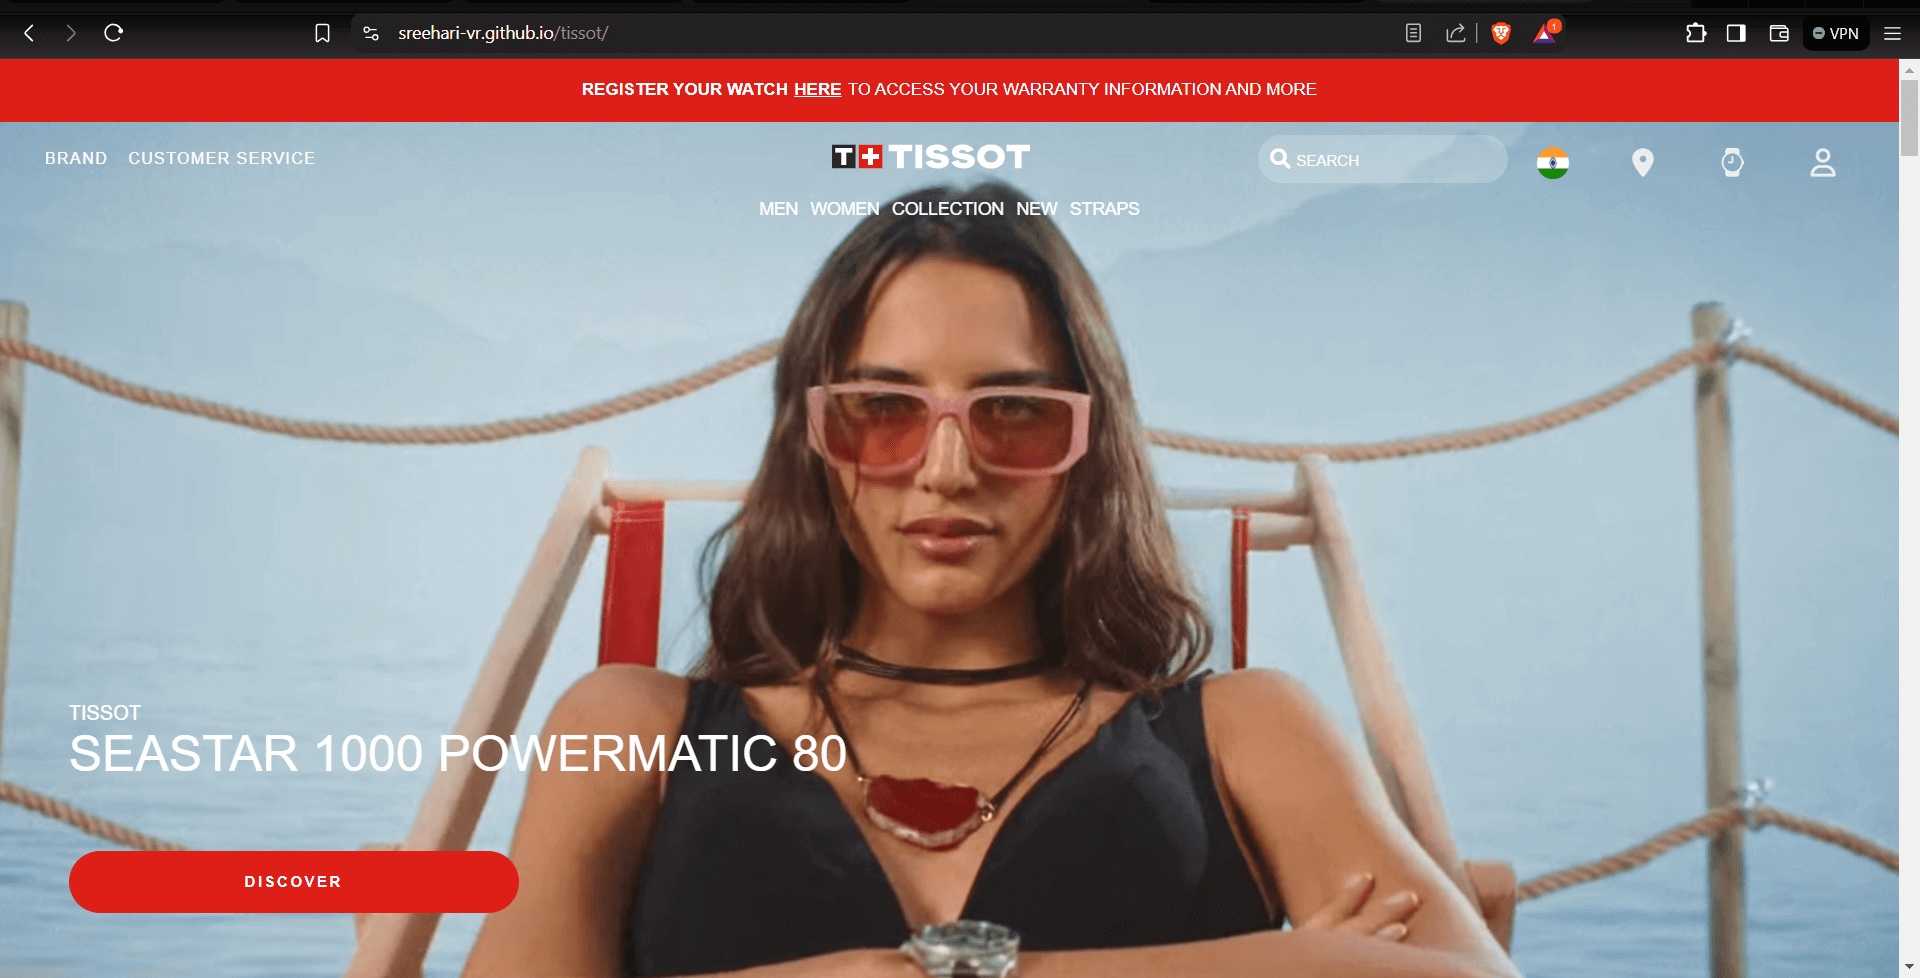 sreehari-vr.github.io/tissot/
1
VPN
REGISTER YOUR WATCH HERE TO ACCESS YOUR WARRANTY INFORMATION AND MORE
BRAND CUSTOMER SERVICE
T+ TISSOT
SEARCH
MEN WOMEN COLLECTION NEW STRAPS
TISSOT
SEASTAR 1000 POWERMATIC 80
DISCOVER